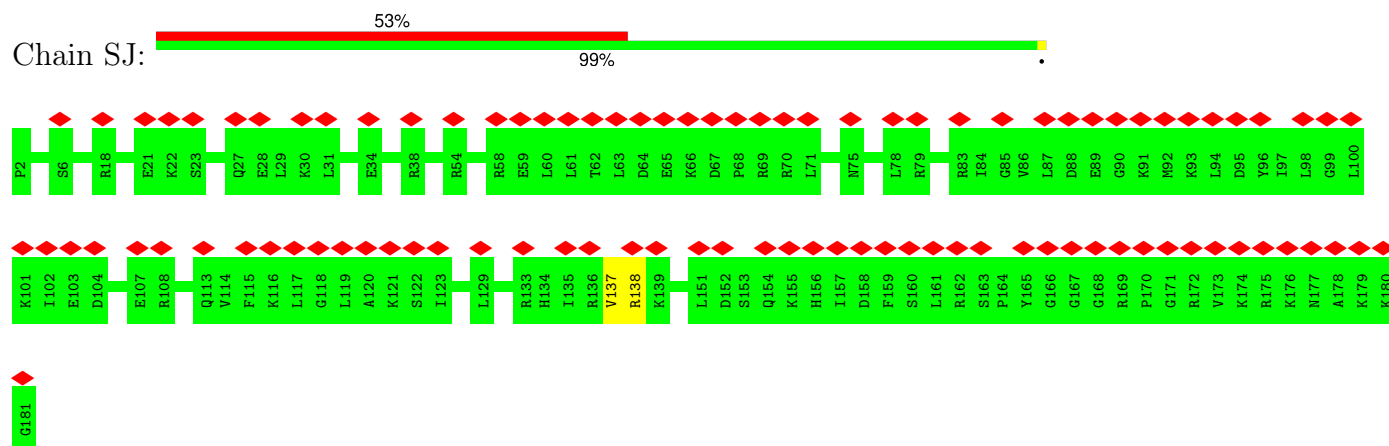 53%
Chain SJ:
99%
•
P2 S6 R18 E21 K22 S23 Q27 E28 L29 K30 L31 E34 R38 R54 R58 E59 L60 L61 T62 L63 D64 E65 K66 D67 P68 R69 R70 L71 N75 L78 R79 R83 I84 G85 V86 L87 D88 E89 G90 K91 M92 K93 L94 D95 Y96 I97 L98 G99 L100
K101 I102 E103 D104 E107 R108 Q113 V114 F115 K116 L117 G118 L119 A120 K121 S122 I123 L129 R133 H134 I135 R136 V137 R138 K139 L151 D152 S153 Q154 K155 H156 I157 D158 F159 S160 L161 R162 S163 P164 Y165 G166 G167 G168 R169 P170 G171 R172 V173 K174 R175 K176 N177 A178 K179 K180
G181